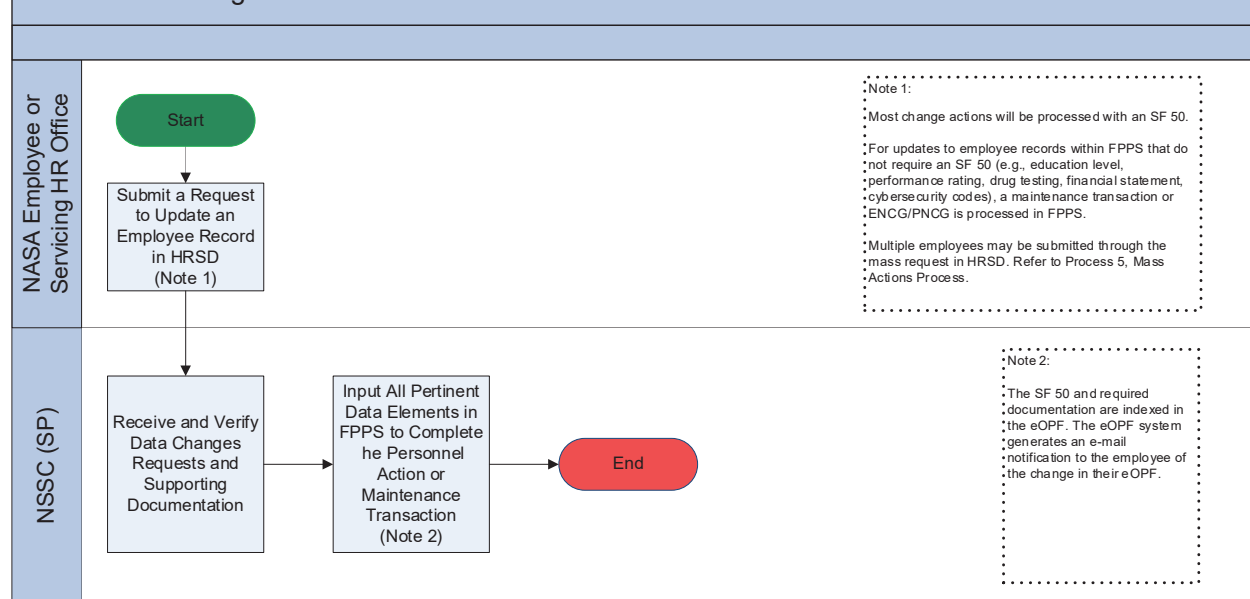 NASA Employee or
Servicing HR Office
Start
Submit a Request
to Update an
Employee Record
in HRSD
(Note 1)
Note 1:
Most change actions will be processed with an SF 50.
For updates to employee records within FPPS that do
not require an SF 50 (e.g., education level,
performance rating, drug testing, financial statement,
cybersecurity codes), a maintenance transaction or
ENCG/PNCG is processed in FPPS.
Multiple employees may be submitted through the
mass request in HRSD. Refer to Process 5, Mass
Actions Process.
NSSC (SP)
Receive and Verify
Data Changes
Requests and
Supporting
Documentation
Input All Pertinent
Data Elements in
FPPS to Complete
he Personnel
Action or
Maintenance
Transaction
(Note 2)
End
Note 2:
The SF 50 and required
documentation are indexed in
the eOPF. The eOPF system
generates an e-mail
notification to the employee of
the change in their eOPF.